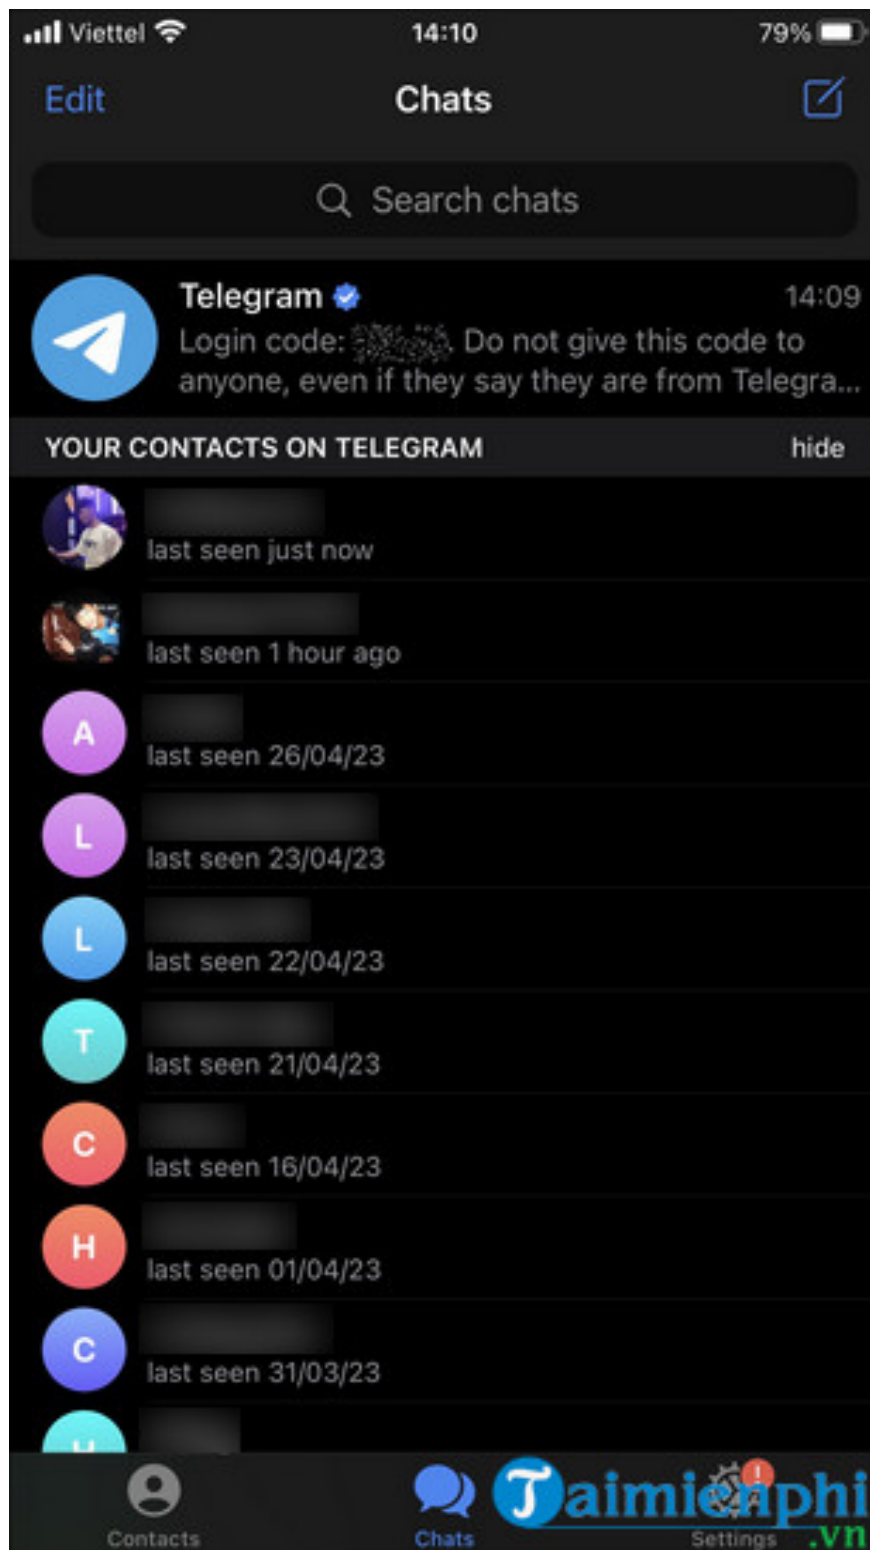 Viettel 14:10 79%
Edit Chats
Search chats
Telegram 14:09
Login code: . Do not give this code to
anyone, even if they say they are from Telegra...
YOUR CONTACTS ON TELEGRAM hide
last seen just now
last seen 1 hour ago
A
last seen 26/04/23
L
last seen 23/04/23
L
last seen 22/04/23
T
last seen 21/04/23
C
last seen 16/04/23
H
last seen 01/04/23
C
last seen 31/03/23
Contacts Chats Settings
!
Taimienphi
.vn